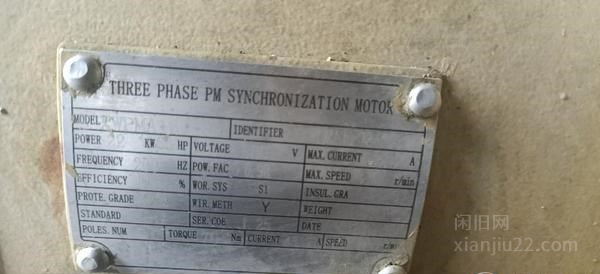 THREE PHASE PM SYNCHRONIZATION MOTOR
MODEL IDENTIFIER
POWER 22 KW HP VOLTAGE V MAX. CURRENT A
FREQUENCY HZ POW. FAC MAX. SPEED r/min
EFFICIENCY % WOR. SYS S1 INSUL. GRA
PROTE. GRADE WIR. METH Y WEIGHT
STANDARD SER. COE DATE
POLES. NUM TORQUE Nm CURRENT A SPEED
闲旧网
xianjiu22.com